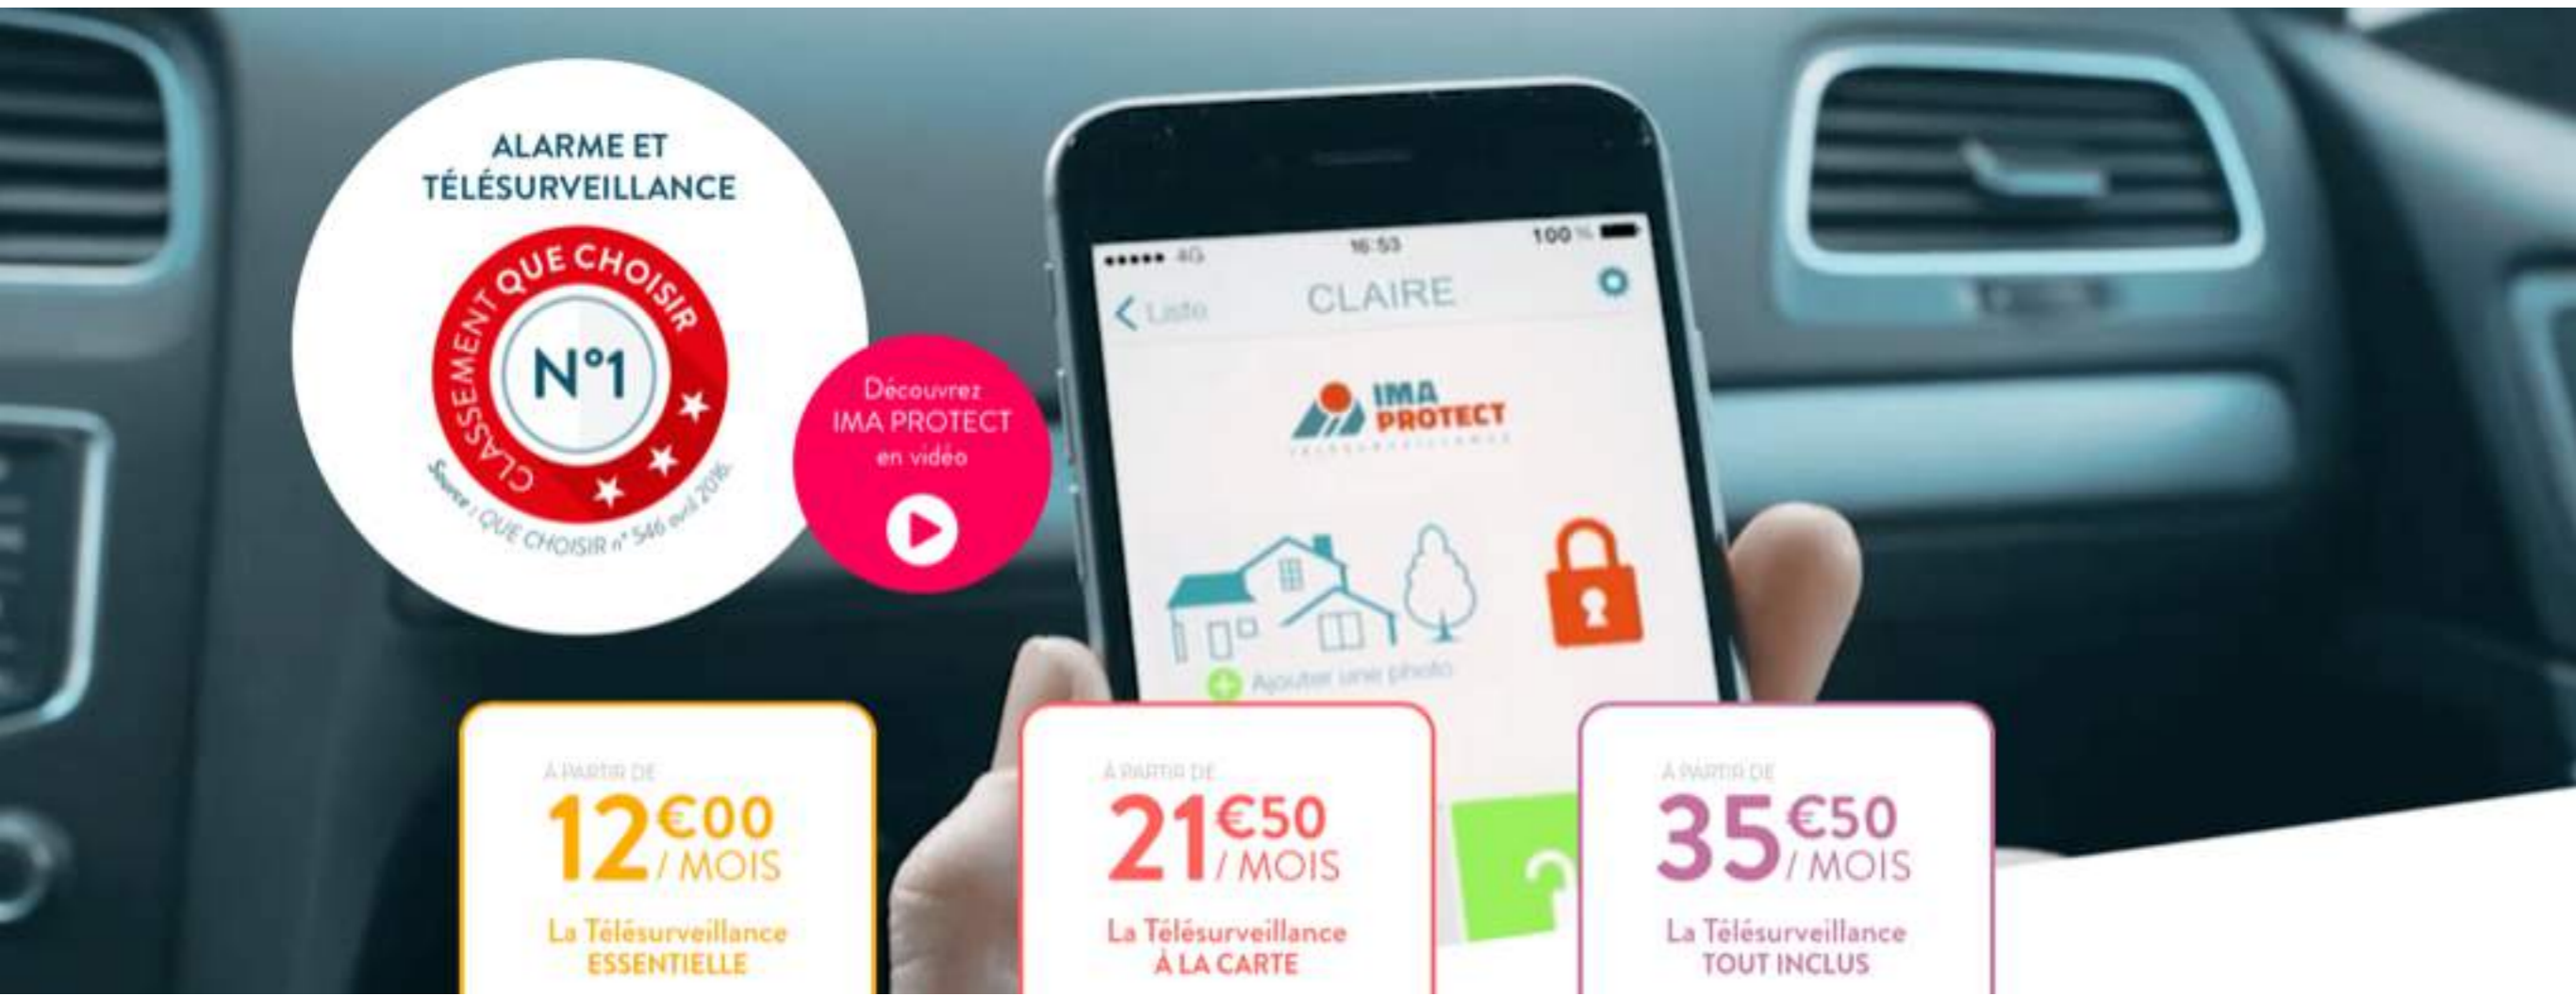 ALARME ET
TÉLÉSURVEILLANCE
CLASSEMENT QUE CHOISIR
N°1
Source : QUE CHOISIR n° 546 avril 2016.
Découvrez
IMA PROTECT
en vidéo
4G 16:53 100 %
Liste CLAIRE
IMA
PROTECT
TÉLÉSURVEILLANCE
Ajouter une photo
À PARTIR DE
12€00
/ MOIS
La Télésurveillance
ESSENTIELLE
À PARTIR DE
21€50
/ MOIS
La Télésurveillance
À LA CARTE
À PARTIR DE
35€50
/ MOIS
La Télésurveillance
TOUT INCLUS